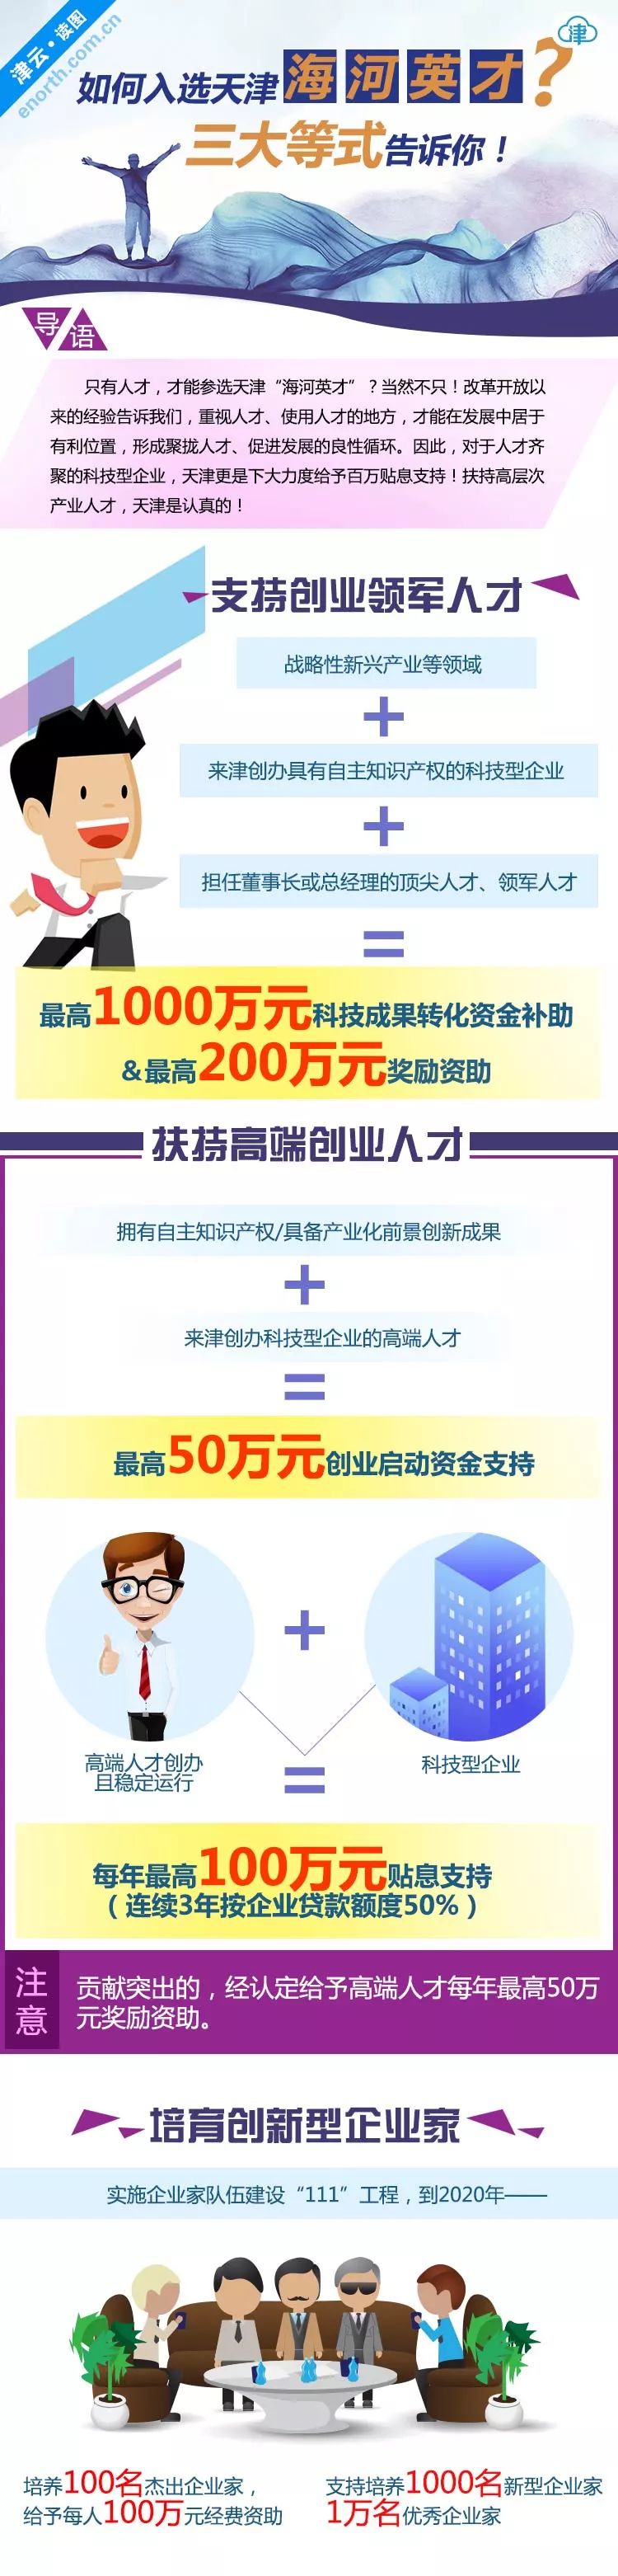 津云·读图
enorth.com.cn
津
如何入选天津海河英才?
三大等式告诉你！
导语
只有人才，才能参选天津“海河英才”？当然不只！改革开放以
来的经验告诉我们，重视人才、使用人才的地方，才能在发展中居于
有利位置，形成聚拢人才、促进发展的良性循环。因此，对于人才齐
聚的科技型企业，天津更是下大力度给予百万贴息支持！扶持高层次
产业人才，天津是认真的！
支持创业领军人才
战略性新兴产业等领域
+
来津创办具有自主知识产权的科技型企业
+
担任董事长或总经理的顶尖人才、领军人才
=
最高1000万元科技成果转化资金补助
&最高200万元奖励资助
扶持高端创业人才
拥有自主知识产权/具备产业化前景创新成果
+
来津创办科技型企业的高端人才
=
最高50万元创业启动资金支持
+
高端人才创办
且稳定运行
科技型企业
=
每年最高100万元贴息支持
（连续3年按企业贷款额度50%）
注意
贡献突出的，经认定给予高端人才每年最高50万
元奖励资助。
培育创新型企业家
实施企业家队伍建设“111”工程，到2020年——
培养100名杰出企业家，
给予每人100万元经费资助
支持培养1000名新型企业家
1万名优秀企业家